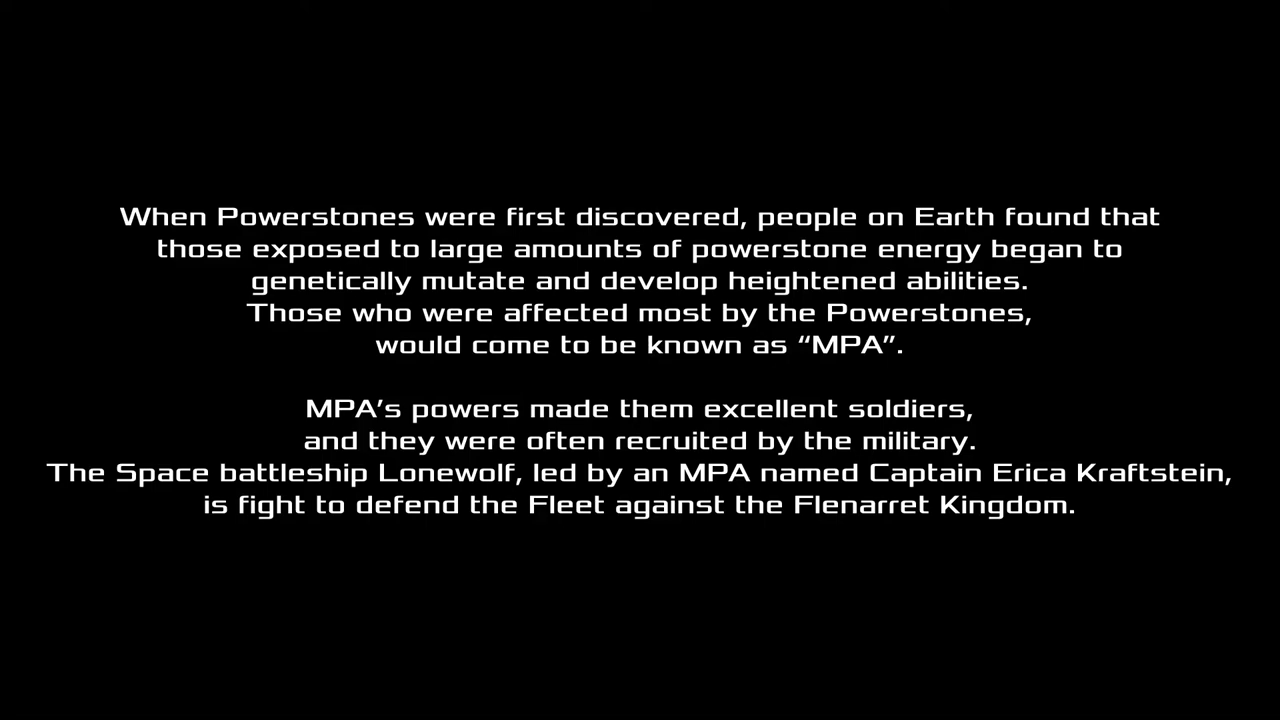 When Powerstones were first discovered, people on Earth found that
those exposed to large amounts of powerstone energy began to
genetically mutate and develop heightened abilities.
Those who were affected most by the Powerstones,
would come to be known as “MPA”.
MPA’s powers made them excellent soldiers,
and they were often recruited by the military.
The Space battleship Lonewolf, led by an MPA named Captain Erica Kraftstein,
is fight to defend the Fleet against the Flenarret Kingdom.